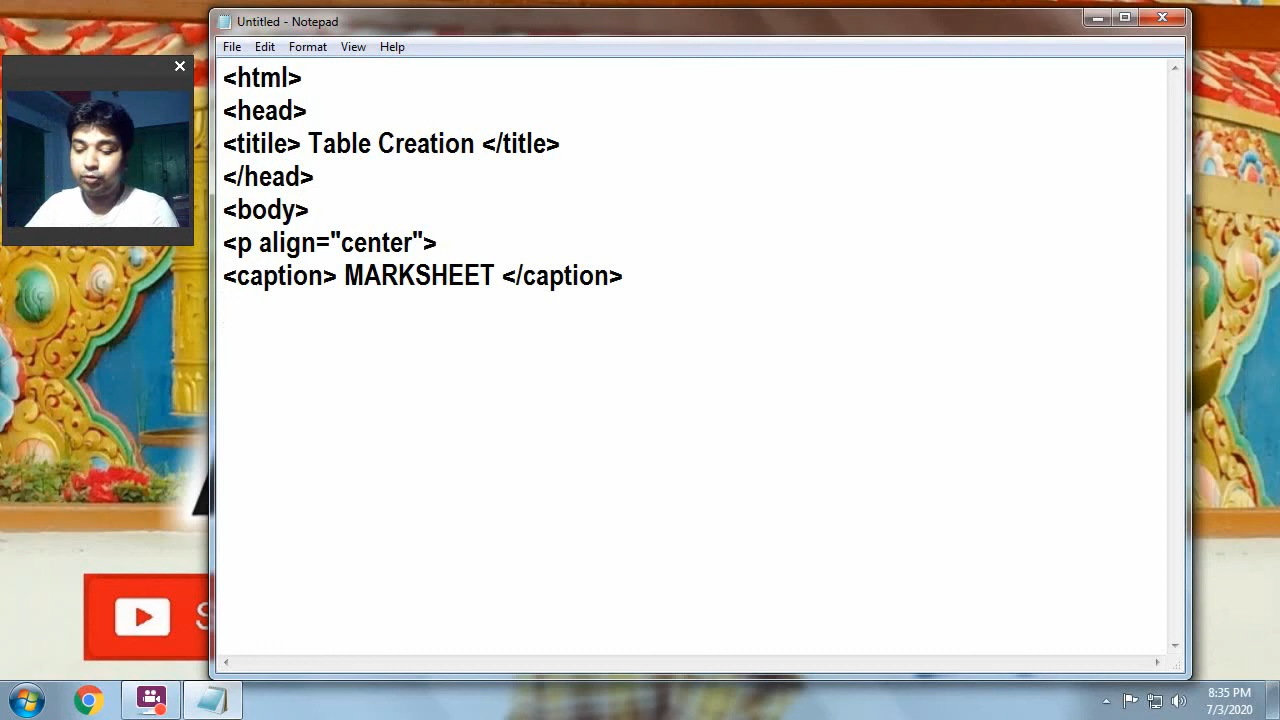 Untitled - Notepad
File Edit Format View Help
<html>
<head>
<titile> Table Creation </title>
</head>
<body>
<p align="center">
<caption> MARKSHEET </caption>
8:35 PM
7/3/2020